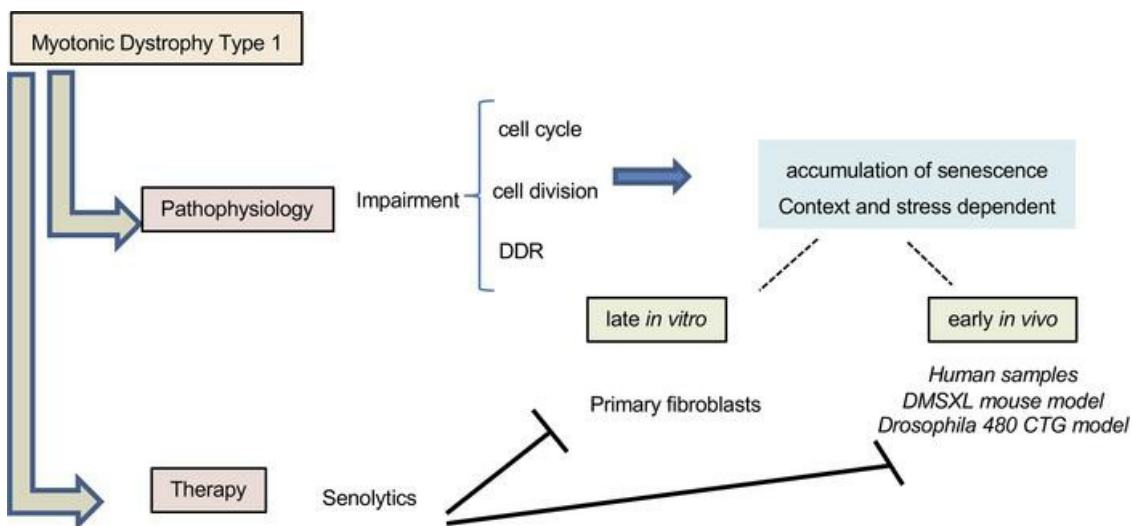 Myotonic Dystrophy Type 1
cell cycle
Pathophysiology
Impairment
cell division
DDR
accumulation of senescence
Context and stress dependent
late in vitro
early in vivo
Primary fibroblasts
Human samples
DMSXL mouse model
Drosophila 480 CTG model
Therapy
Senolytics